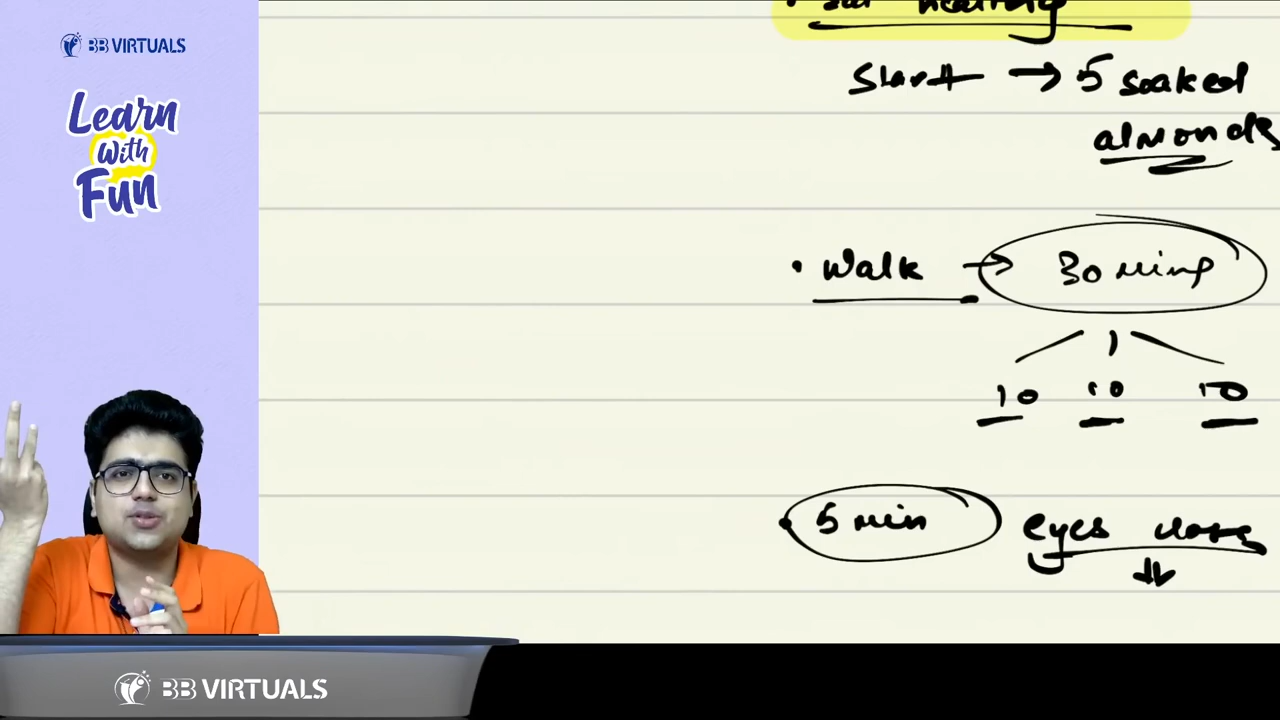 BB VIRTUALS
Learn
With
Fun
healthy
Start → 5 soaked
almonds
• Walk → 30 mins
10 10 10
• 5 min eyes close
BB VIRTUALS